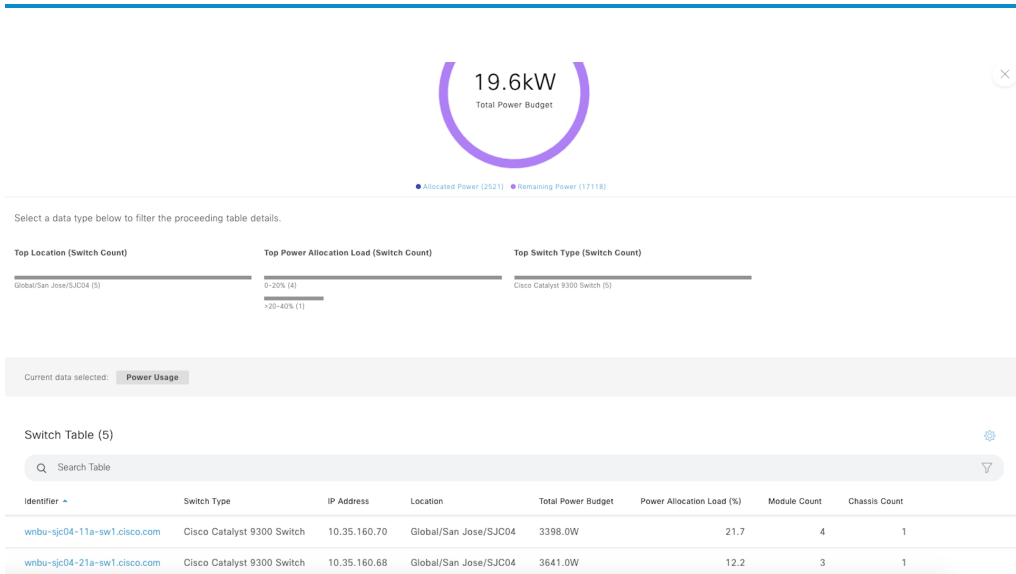 19.6kW
Total Power Budget
Allocated Power (2521) Remaining Power (17118)
Select a data type below to filter the proceeding table details.
Top Location (Switch Count) Top Power Allocation Load (Switch Count) Top Switch Type (Switch Count)
Global/San Jose/SJC04 (5) 0-20% (4) Cisco Catalyst 9300 Switch (5)
>20-40% (1)
Current data selected: Power Usage
Switch Table (5)
Search Table
Identifier Switch Type IP Address Location Total Power Budget Power Allocation Load (%) Module Count Chassis Count
wnbu-sjc04-11a-sw1.cisco.com Cisco Catalyst 9300 Switch 10.35.160.70 Global/San Jose/SJC04 3398.0W 21.7 4 1
wnbu-sjc04-21a-sw1.cisco.com Cisco Catalyst 9300 Switch 10.35.160.68 Global/San Jose/SJC04 3641.0W 12.2 3 1